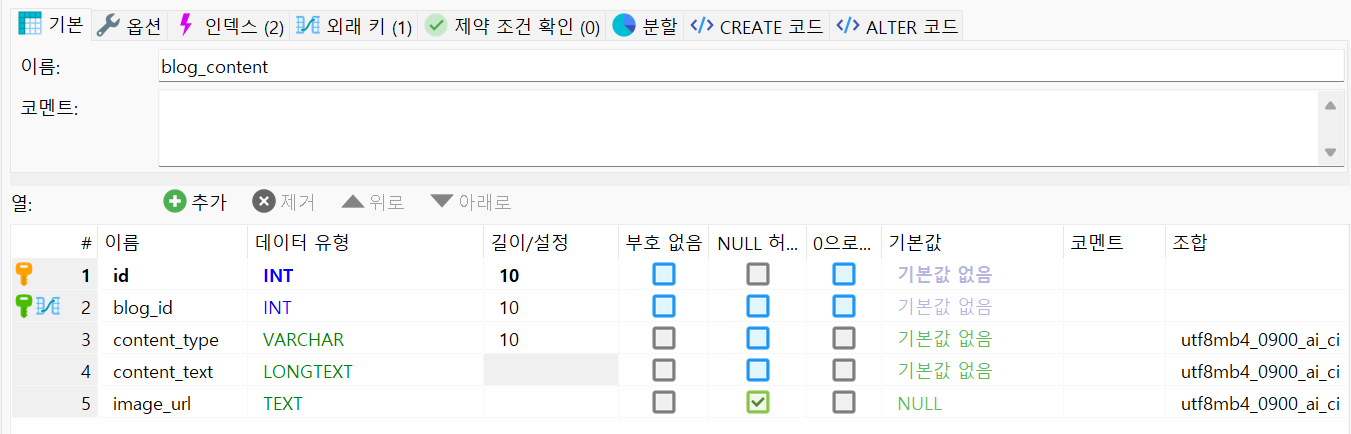 기본 옵션 인덱스 (2) 외래 키 (1) 제약 조건 확인 (0) 분할 CREATE 코드 ALTER 코드
이름: blog_content
코멘트:
열: 추가 제거 위로 아래로
# 이름 데이터 유형 길이/설정 부호 없음 NULL 허... 0으로... 기본값 코멘트 조합
1 id INT 10 기본값 없음
2 blog_id INT 10 기본값 없음
3 content_type VARCHAR 10 기본값 없음 utf8mb4_0900_ai_ci
4 content_text LONGTEXT 기본값 없음 utf8mb4_0900_ai_ci
5 image_url TEXT NULL utf8mb4_0900_ai_ci